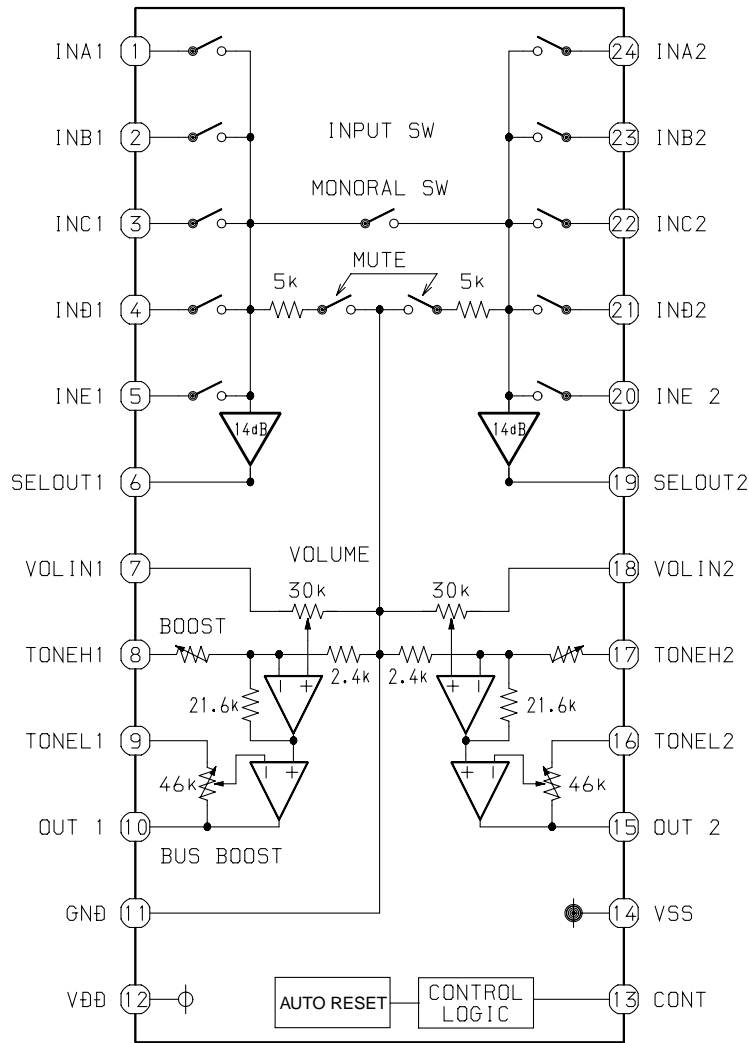 INA1 1 24 INA2
INB1 2 INPUT SW 23 INB2
MONORAL SW
INC1 3 22 INC2
MUTE
5k 5k
IND1 4 21 IND2
INE1 5 20 INE 2
14dB 14dB
SELOUT1 6 19 SELOUT2
VOLUME
VOLIN1 7 18 VOLIN2
30k 30k
BOOST
TONEH1 8 17 TONEH2
2.4k 2.4k
− + + −
21.6k 21.6k
TONEL1 9 16 TONEL2
− + + −
46k 46k
OUT 1 10 15 OUT 2
BUS BOOST
GND 11 14 VSS
VDD 12 AUTO RESET CONTROL LOGIC 13 CONT